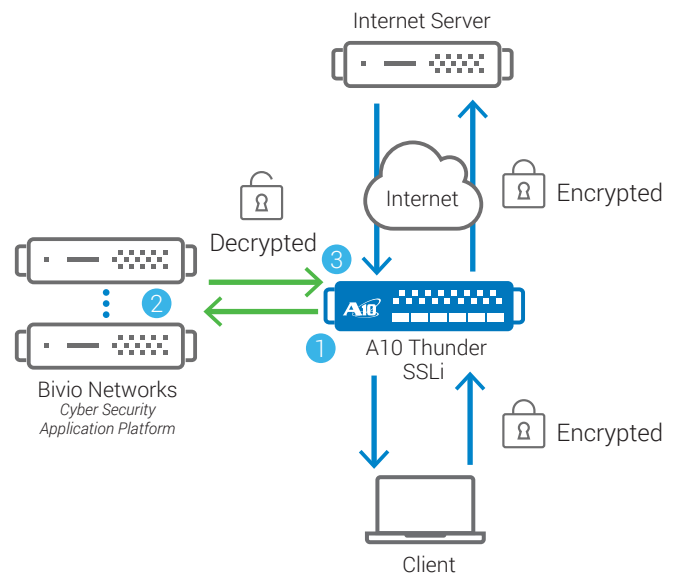 Internet Server
Internet
Encrypted
Decrypted
3
2
A10
1
A10 Thunder
SSLi
Bivio Networks
Cyber Security
Application Platform
Encrypted
Client